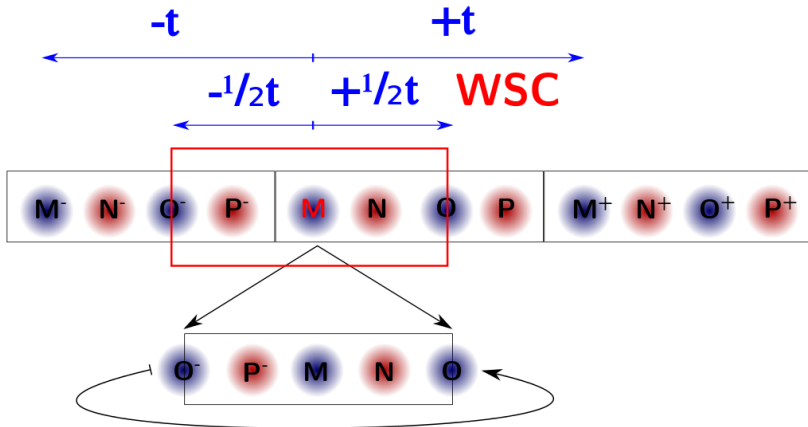 -t +t
-1/2t +1/2t WSC
M- N- O- P- M N O P M+ N+ O+ P+
O- P- M N O